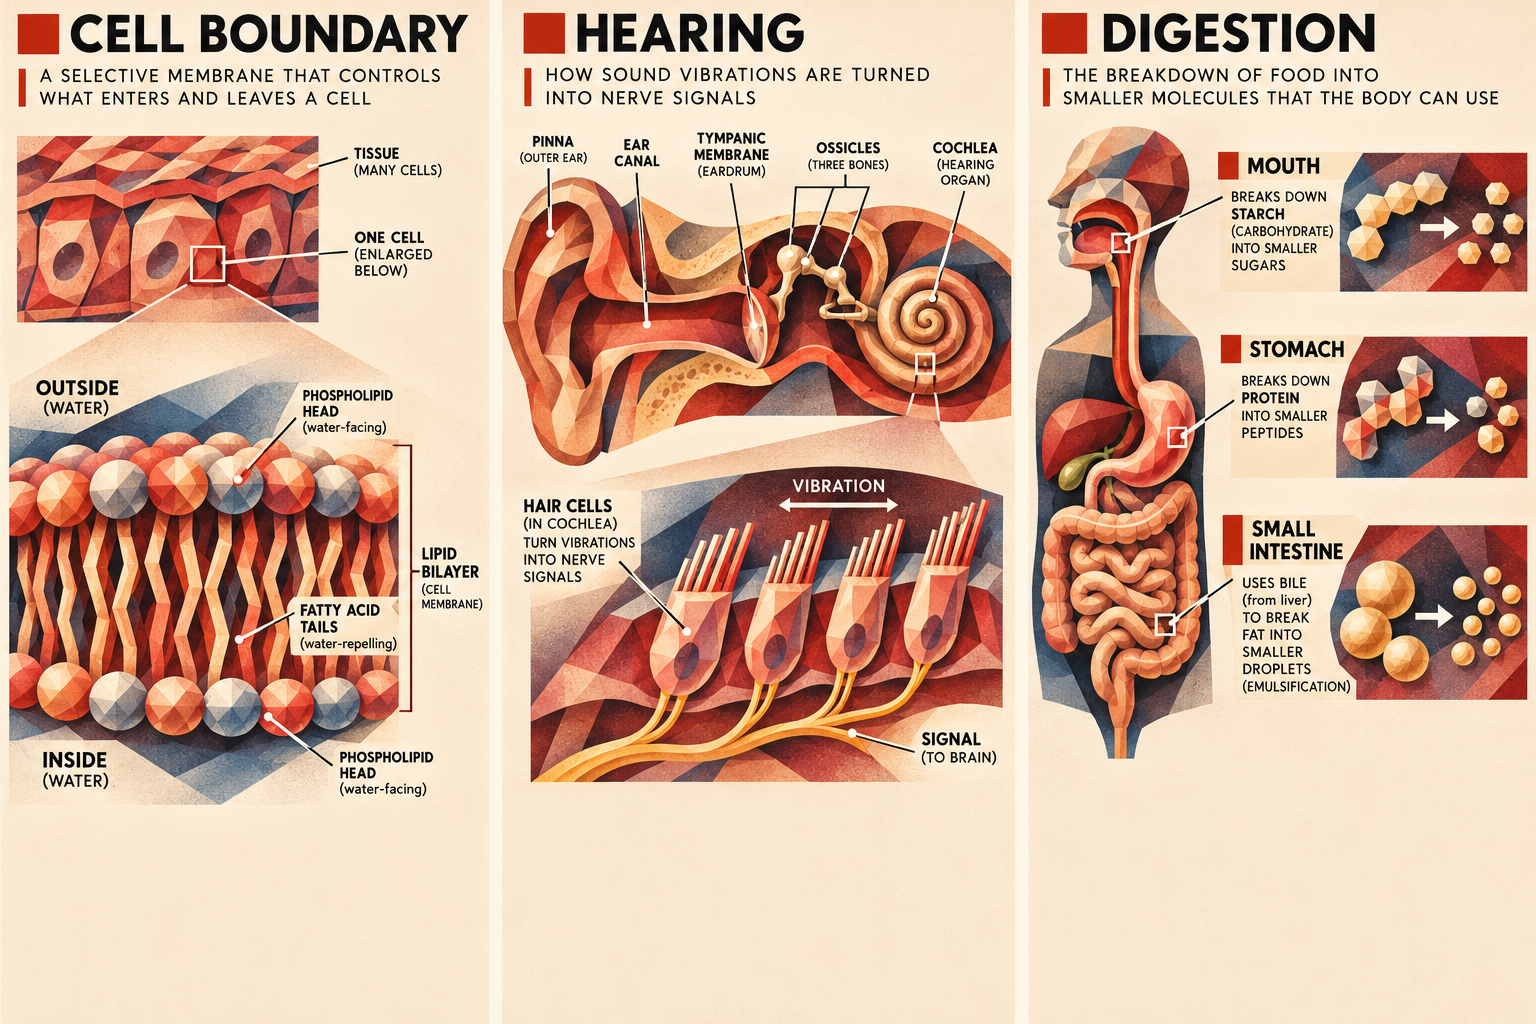 CELL BOUNDARY
A SELECTIVE MEMBRANE THAT CONTROLS
WHAT ENTERS AND LEAVES A CELL
TISSUE
(MANY CELLS)
ONE CELL
(ENLARGED
BELOW)
OUTSIDE
(WATER)
PHOSPHOLIPID
HEAD
(water-facing)
LIPID
BILAYER
(CELL
MEMBRANE)
FATTY ACID
TAILS
(water-repelling)
INSIDE
(WATER)
PHOSPHOLIPID
HEAD
(water-facing)
HEARING
HOW SOUND VIBRATIONS ARE TURNED
INTO NERVE SIGNALS
PINNA
(OUTER EAR)
EAR
CANAL
TYMPANIC
MEMBRANE
(EARDRUM)
OSSICLES
(THREE BONES)
COCHLEA
(HEARING
ORGAN)
VIBRATION
HAIR CELLS
(IN COCHLEA)
TURN VIBRATIONS
INTO NERVE
SIGNALS
SIGNAL
(TO BRAIN)
DIGESTION
THE BREAKDOWN OF FOOD INTO
SMALLER MOLECULES THAT THE BODY CAN USE
MOUTH
BREAKS DOWN
STARCH
(CARBOHYDRATE)
INTO SMALLER
SUGARS
STOMACH
BREAKS DOWN
PROTEIN
INTO SMALLER
PEPTIDES
SMALL
INTESTINE
USES BILE
(from liver)
TO BREAK
FAT INTO
SMALLER
DROPLETS
(EMULSIFICATION)